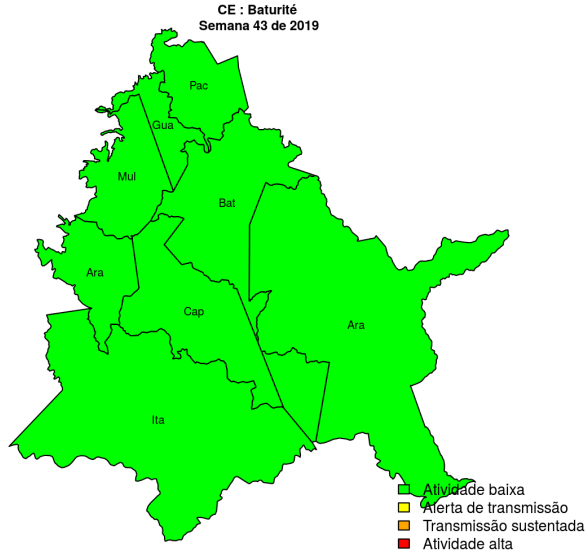 CE : Baturité
Semana 43 de 2019
Pac
Gua
Mul
Bat
Ara
Cap
Ara
Ita
Atividade baixa
Alerta de transmissão
Transmissão sustentada
Atividade alta